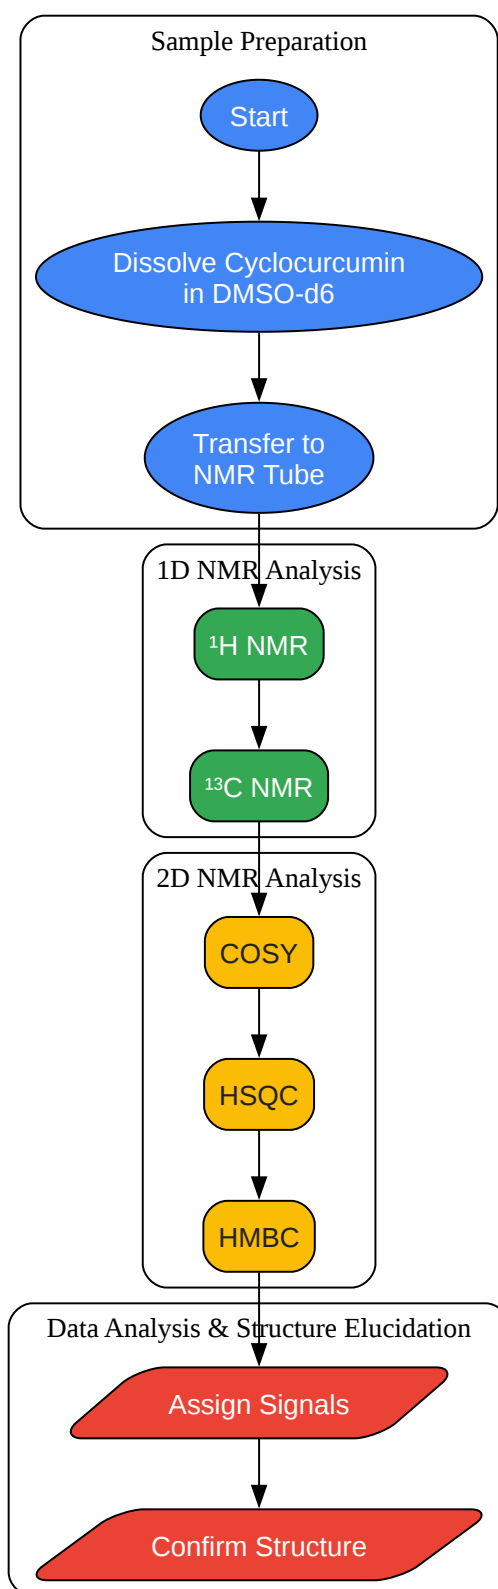 Sample Preparation
Start
Dissolve Cyclocurcumin
in DMSO-d6
Transfer to
NMR Tube
1D NMR Analysis
¹H NMR
¹³C NMR
2D NMR Analysis
COSY
HSQC
HMBC
Data Analysis & Structure Elucidation
Assign Signals
Confirm Structure